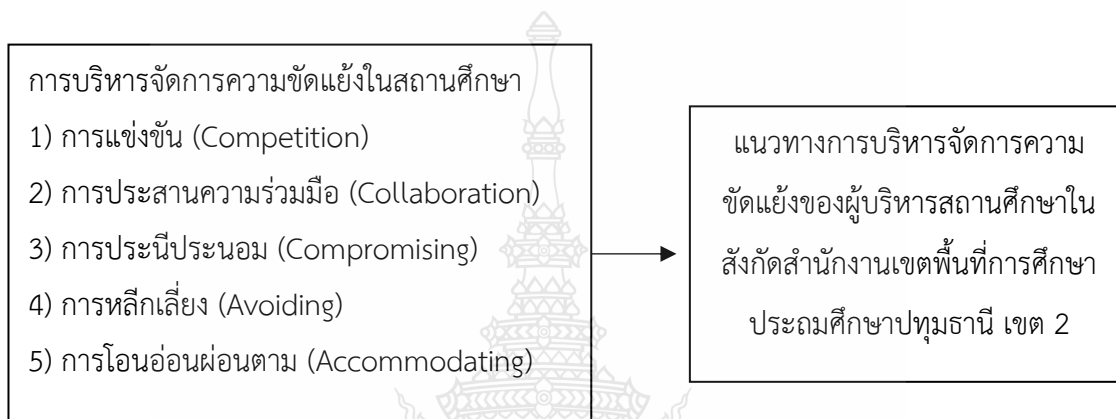 การบริหารจัดการความขัดแย้งในสถานศึกษา
1) การแข่งขัน (Competition)
2) การประสานความร่วมมือ (Collaboration)
3) การประนีประนอม (Compromising)
4) การหลีกเลี่ยง (Avoiding)
5) การโอนอ่อนผ่อนตาม (Accommodating)
แนวทางการบริหารจัดการความ
ขัดแย้งของผู้บริหารสถานศึกษาใน
สังกัดสำนักงานเขตพื้นที่การศึกษา
ประถมศึกษาปทุมธานี เขต 2